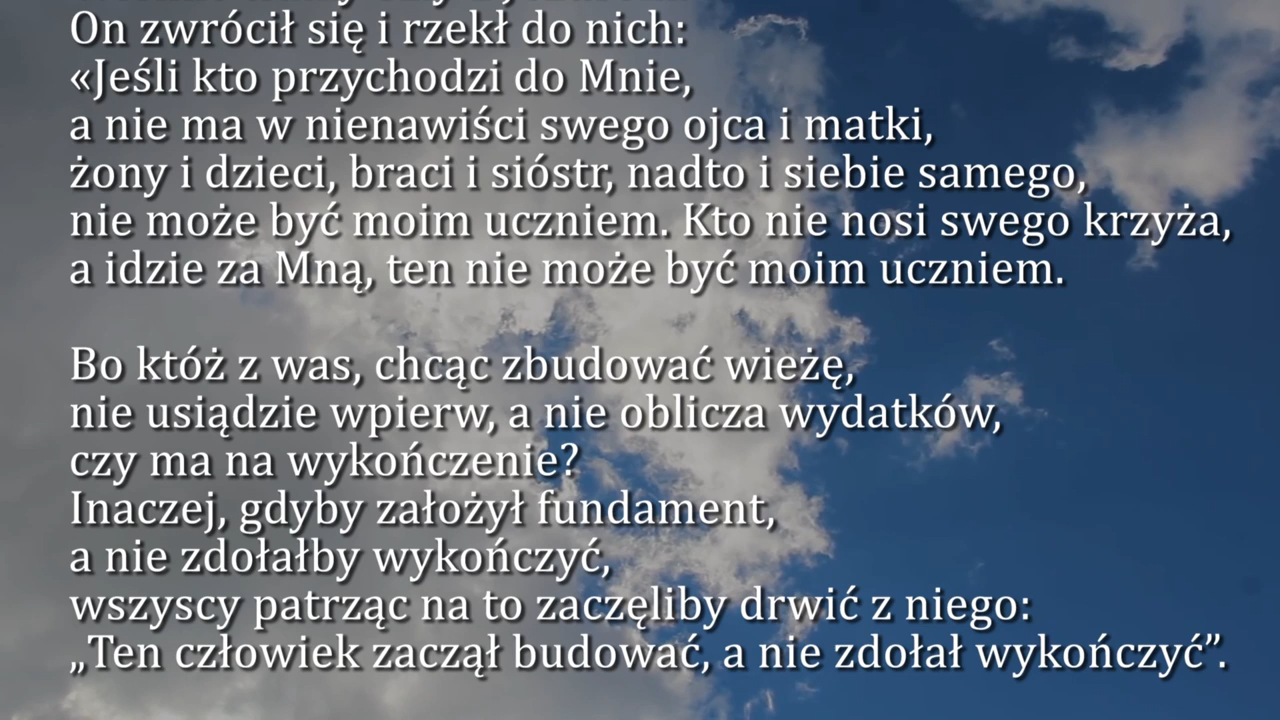 On zwrócił się i rzekł do nich:
«Jeśli kto przychodzi do Mnie,
a nie ma w nienawiści swego ojca i matki,
żony i dzieci, braci i sióstr, nadto i siebie samego,
nie może być moim uczniem. Kto nie nosi swego krzyża,
a idzie za Mną, ten nie może być moim uczniem.
Bo któż z was, chcąc zbudować wieżę,
nie usiądzie wpierw, a nie oblicza wydatków,
czy ma na wykończenie?
Inaczej, gdyby założył fundament,
a nie zdołałby wykończyć,
wszyscy patrząc na to zaczęliby drwić z niego:
„Ten człowiek zaczął budować, a nie zdołał wykończyć”.